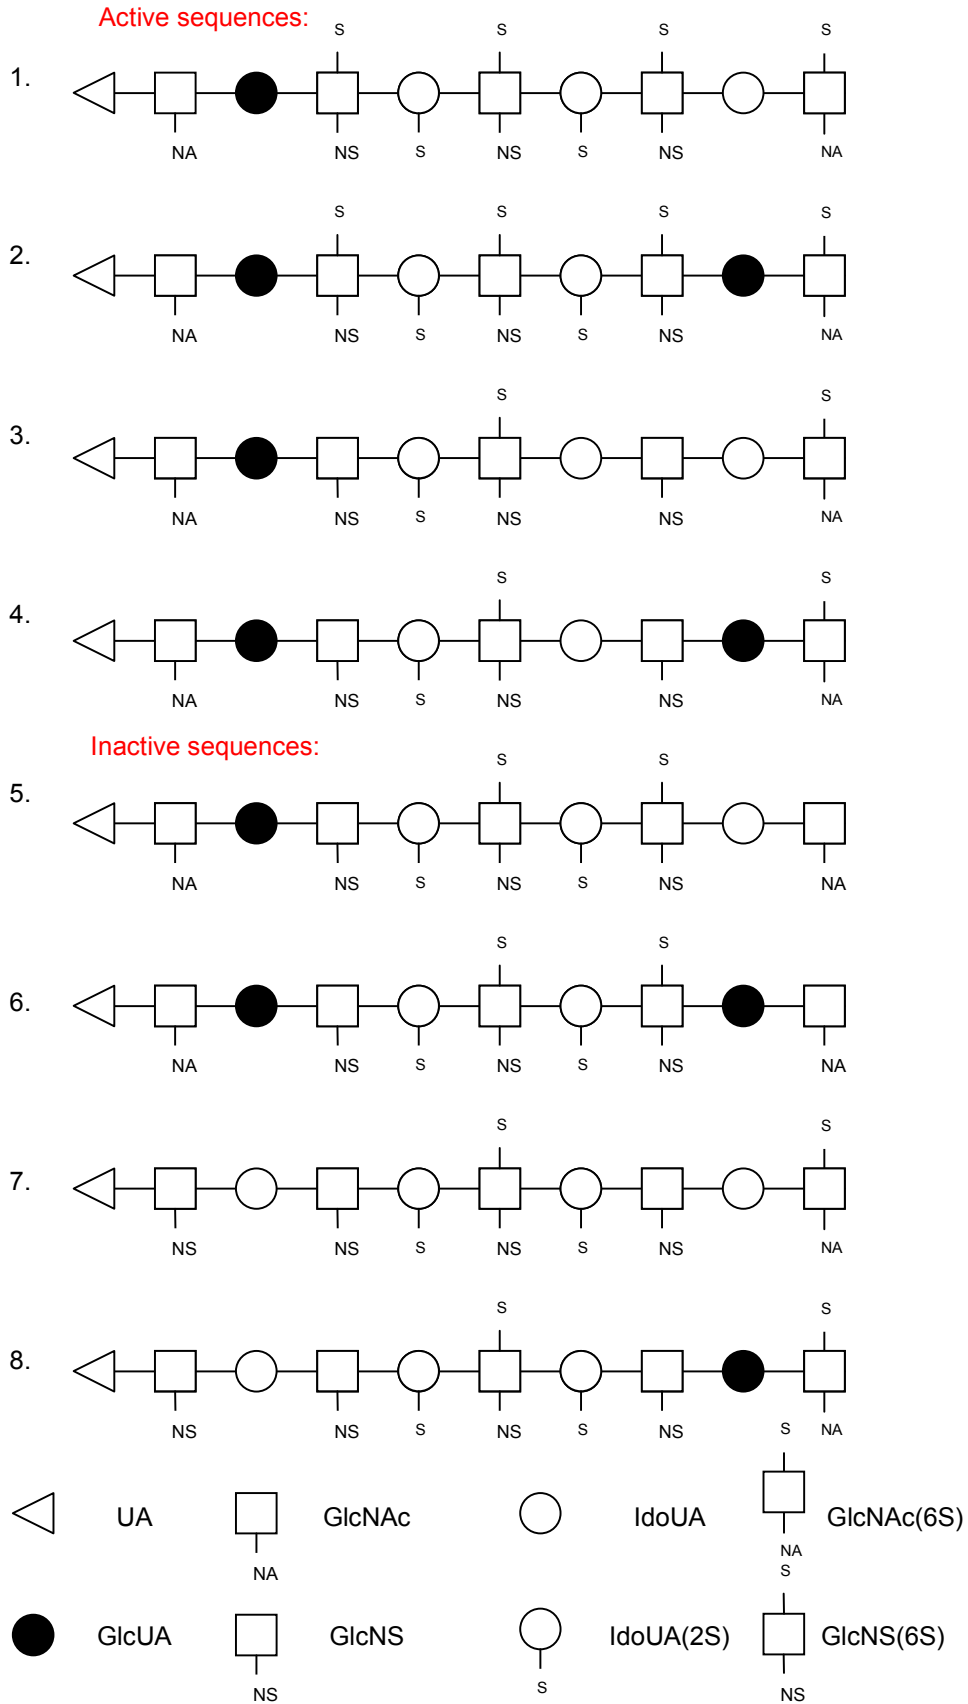 Active sequences:
S S S S
1.
NA NS S NS S NS NA
S S S S
2.
NA NS S NS S NS NA
S S
3.
NA NS S NS NS NA
S S
4.
NA NS S NS NS NA
Inactive sequences:
S S
5.
NA NS S NS S NS NA
S S
6.
NA NS S NS S NS NA
S S
7.
NS NS S NS S NS NA
S S
8.
NS NS S NS S NS NA
S
UA GlcNAc IdoUA GlcNAc(6S)
NA NA
S
GlcUA GlcNS IdoUA(2S) GlcNS(6S)
NS S NS